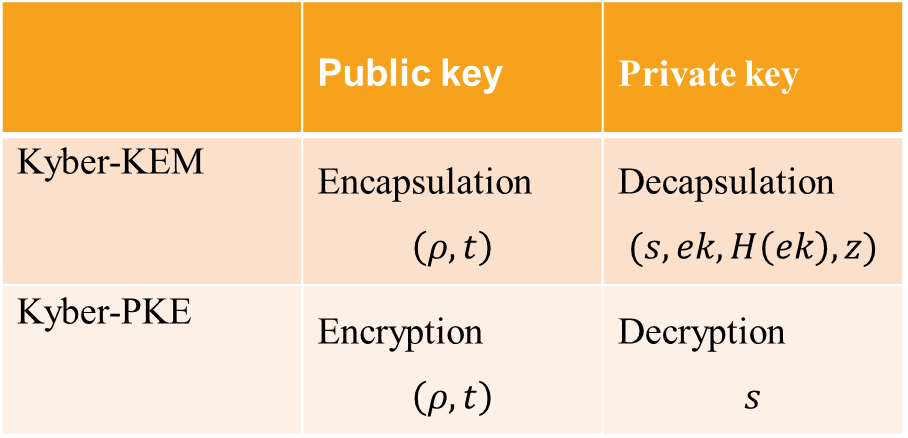 Public key
Private key
Kyber-KEM
Encapsulation
(ρ, t)
Decapsulation
(s, ek, H(ek), z)
Kyber-PKE
Encryption
(ρ, t)
Decryption
s